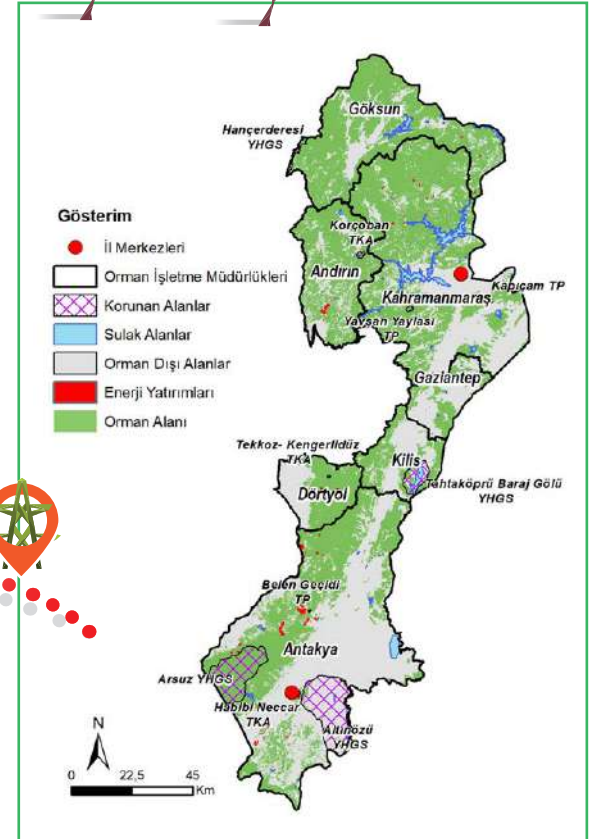 Göksun
Hançerderesi
YHGS
Korçoban
TKA
Andırın
Kahramanmaraş
Kapıçam TP
Yavşan Yaylası
TP
Gaziantep
Gösterim
İl Merkezleri
Orman İşletme Müdürlükleri
Korunan Alanlar
Sulak Alanlar
Orman Dışı Alanlar
Enerji Yatırımları
Orman Alanı
Tekkoz- Kengerlidüz
TKA
Kilis
Tahtaköprü Baraj Gölü
YHGS
Dörtyol
Belen Geçidi
TP
Antakya
Arsuz YHGS
Habibi Neccar
TKA
Altınözü
YHGS
N
0 22,5 45
Km